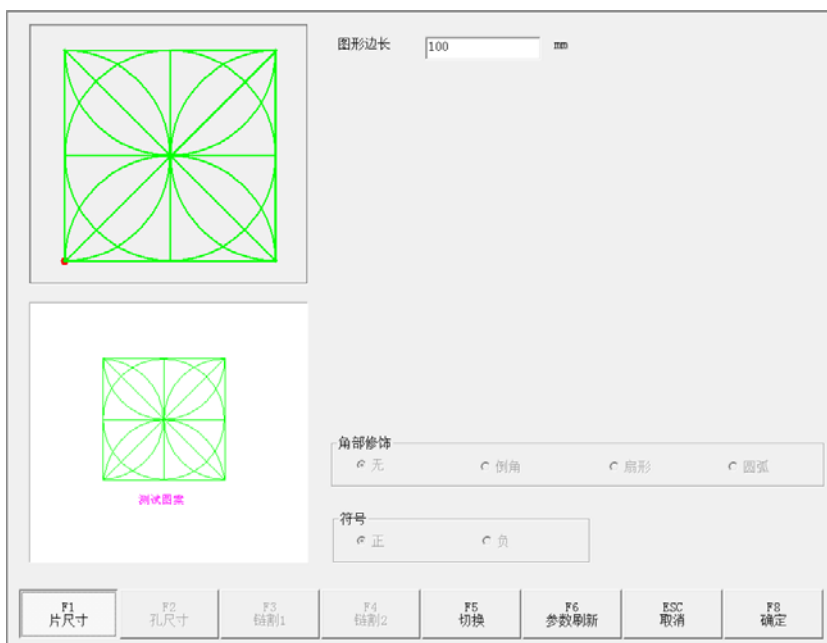 图形边长 100 mm
测试图案
角部修饰
无 倒角 扇形 圆弧
符号
正 负
F1 F2 F3 F4 F5 F6 ESC F8
片尺寸 孔尺寸 链割1 链割2 切换 参数刷新 取消 确定